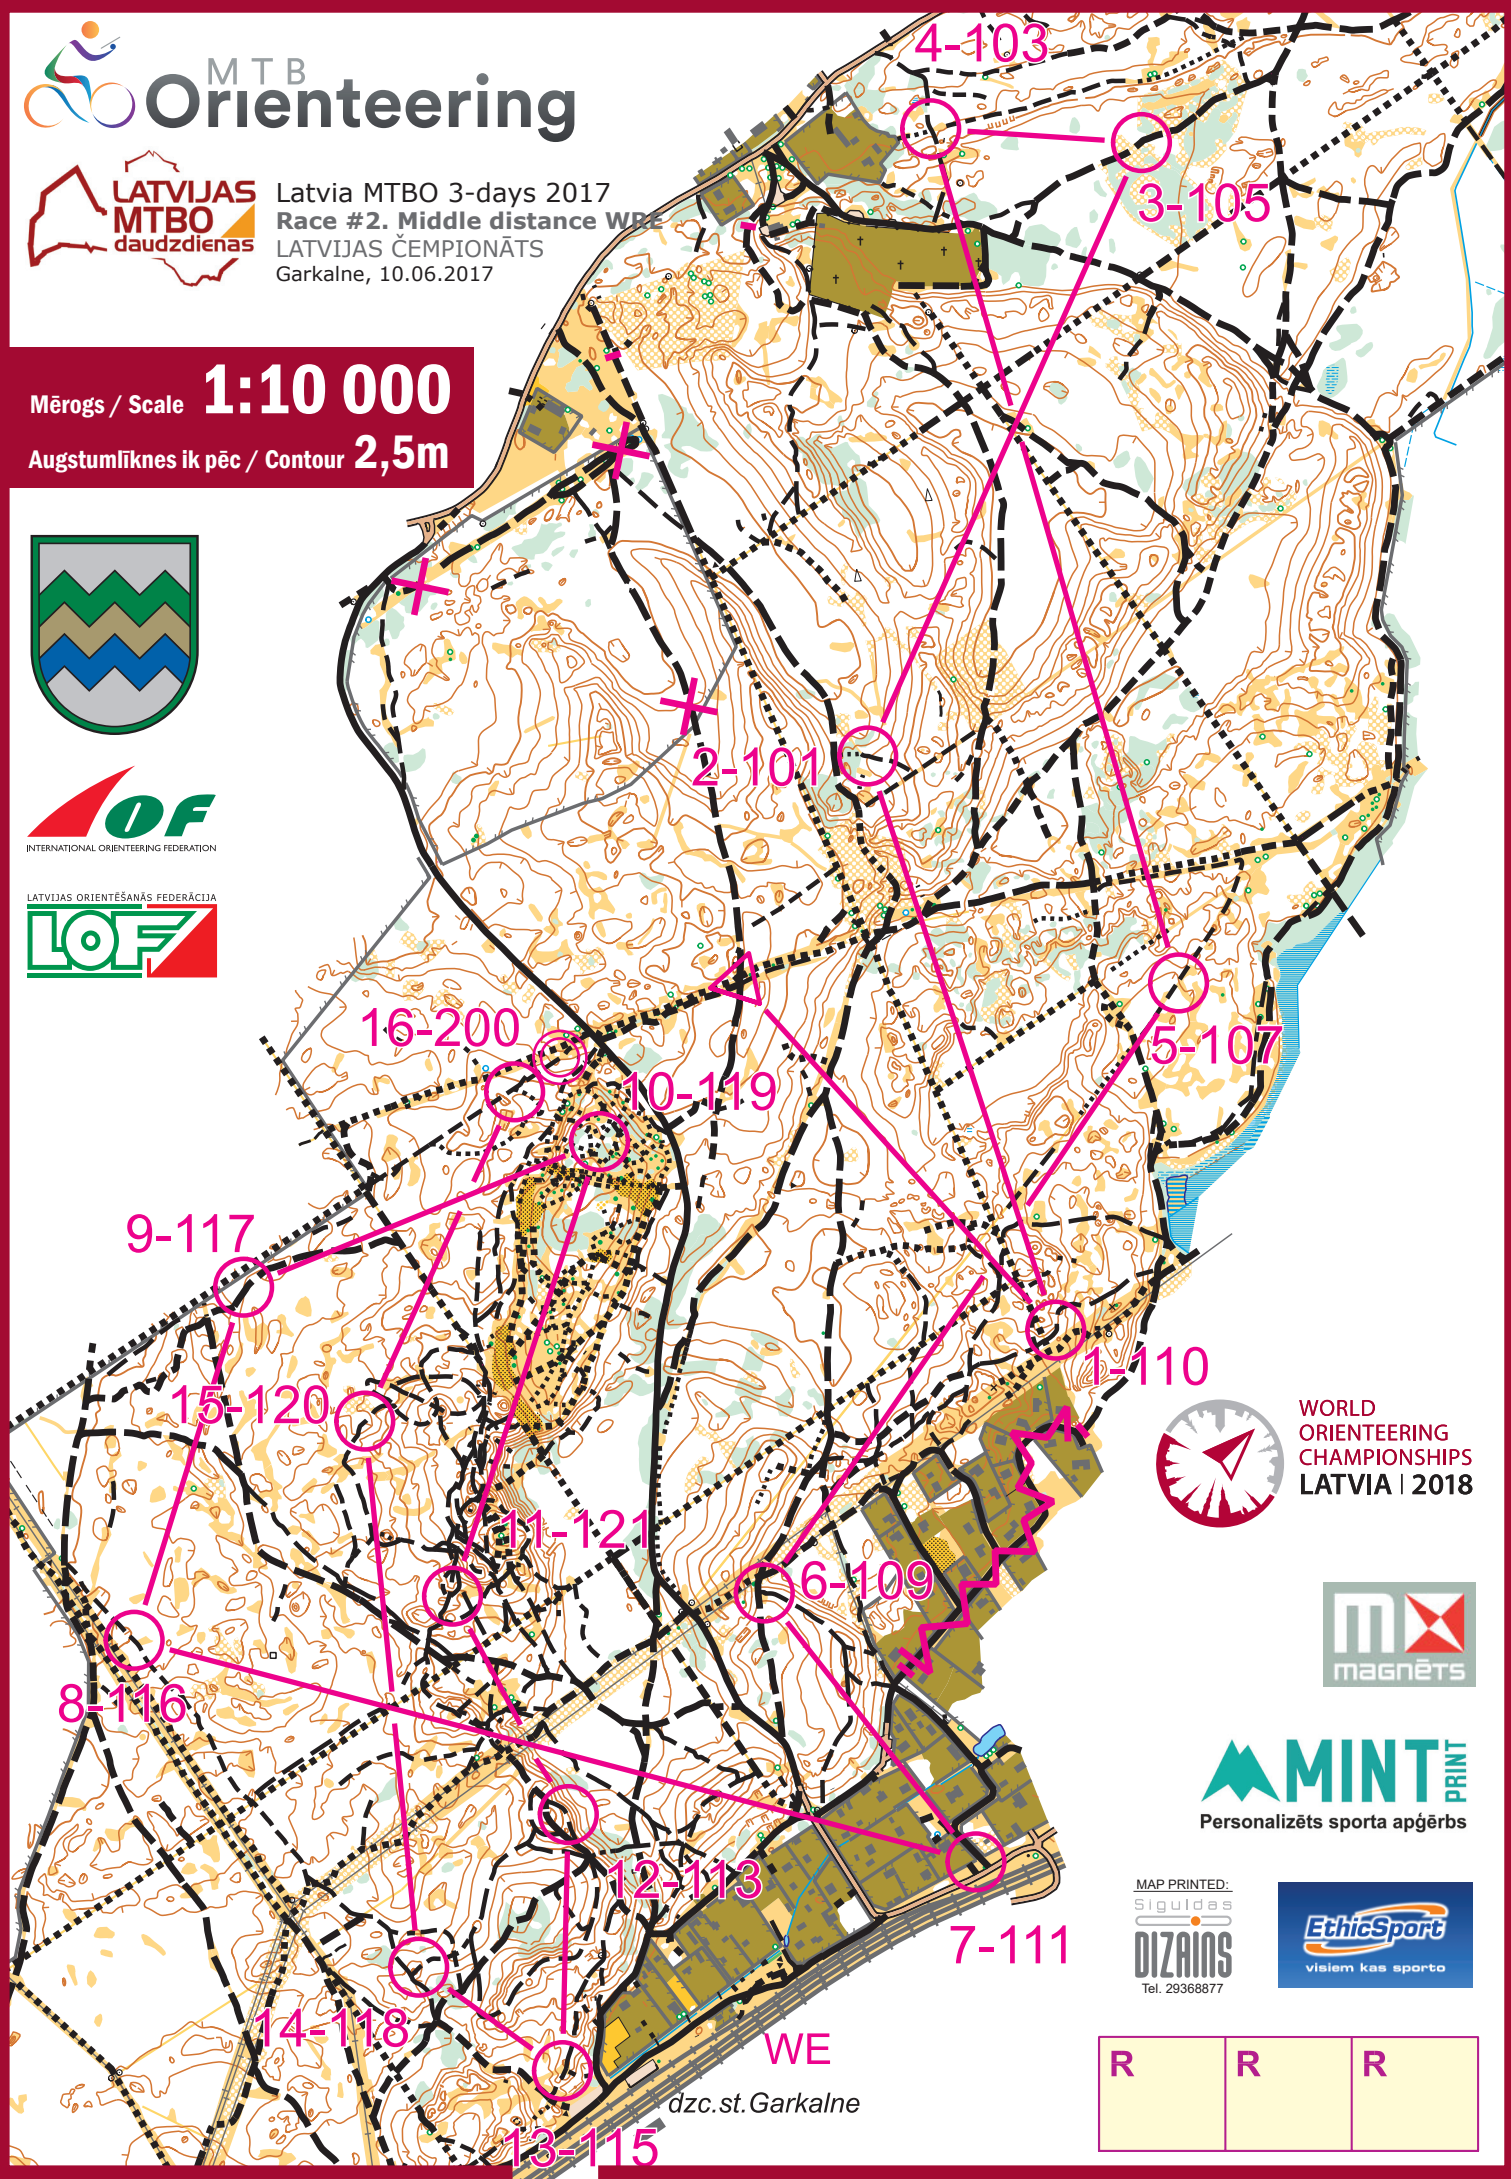 MTB
Orienteering
LATVIJAS
MTBO
daudzdienas
Latvia MTBO 3-days 2017
Race #2. Middle distance WRE
LATVIJAS ČEMPIONĀTS
Garkalne, 10.06.2017
Mērogs / Scale 1:10 000
Augstumlīknes ik pēc / Contour 2,5m
IOF
INTERNATIONAL ORIENTEERING FEDERATION
LATVIJAS ORIENTĒŠANĀS FEDERĀCIJA
LOF
4-103
3-105
2-101
16-200
10-119
5-107
9-117
1-110
15-120
11-121
6-109
8-116
12-113
7-111
14-118
13-115
WE
dzc.st.Garkalne
WORLD
ORIENTEERING
CHAMPIONSHIPS
LATVIA | 2018
mx
MAGNĒTS
MINT PRINT
Personalizēts sporta apģērbs
MAP PRINTED:
Siguldas
DIZAINS
Tel. 29368877
EthicSport
visiem kas sporto
R R R